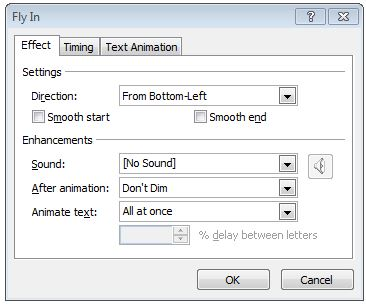 Fly In
Effect Timing Text Animation
Settings
Direction: From Bottom-Left
Smooth start Smooth end
Enhancements
Sound: [No Sound]
After animation: Don't Dim
Animate text: All at once
% delay between letters
OK Cancel